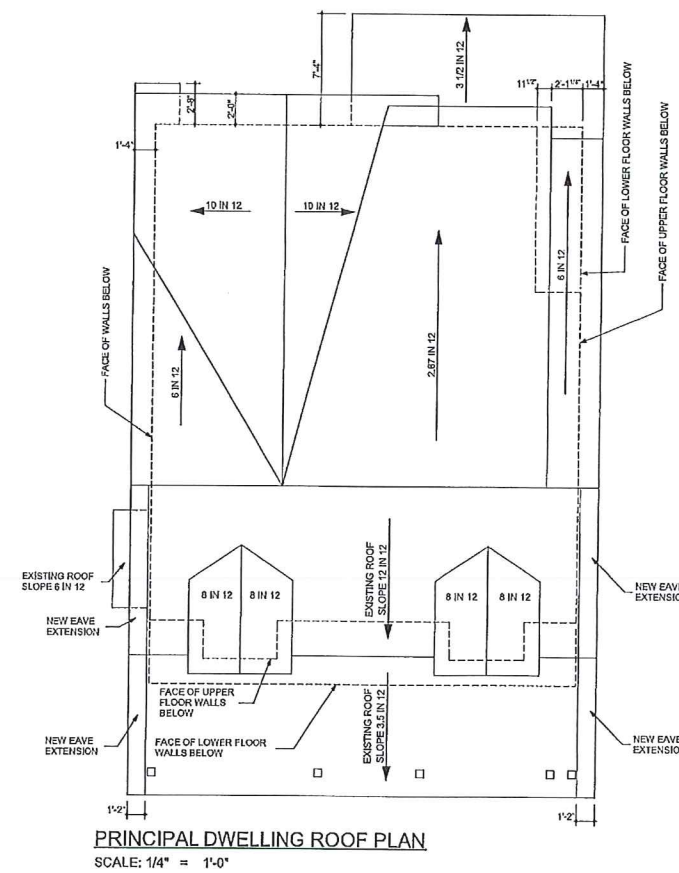 7'-4"
3 1/2 IN 12
11 1/2"
2'-1 1/4"
1'-4"
2'-8"
2'-0"
1'-4"
FACE OF LOWER FLOOR WALLS BELOW
FACE OF UPPER FLOOR WALLS BELOW
10 IN 12
10 IN 12
FACE OF WALLS BELOW
6 IN 12
2.87 IN 12
6 IN 12
EXISTING ROOF
SLOPE 6 IN 12
EXISTING ROOF
SLOPE 12 IN 12
8 IN 12
8 IN 12
8 IN 12
8 IN 12
NEW EAVE
EXTENSION
NEW EAVE
EXTENSION
FACE OF UPPER
FLOOR WALLS
BELOW
EXISTING ROOF
SLOPE 3.5 IN 12
FACE OF LOWER FLOOR
WALLS BELOW
NEW EAVE
EXTENSION
NEW EAVE
EXTENSION
1'-2"
1'-2"
PRINCIPAL DWELLING ROOF PLAN
SCALE: 1/4" = 1'-0"